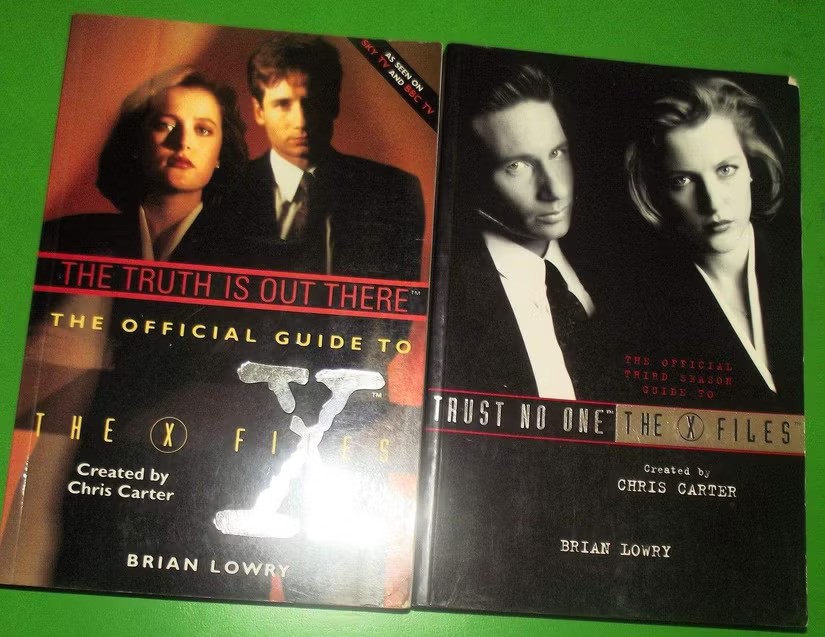 AS SEEN ON
SKY TV AND BBC TV
THE TRUTH IS OUT THERE™
THE OFFICIAL GUIDE TO
X™
THE X FILES
Created by
Chris Carter
BRIAN LOWRY
THE OFFICIAL
THIRD SEASON
GUIDE TO
TRUST NO ONE™ THE X FILES™
Created by
CHRIS CARTER
BRIAN LOWRY